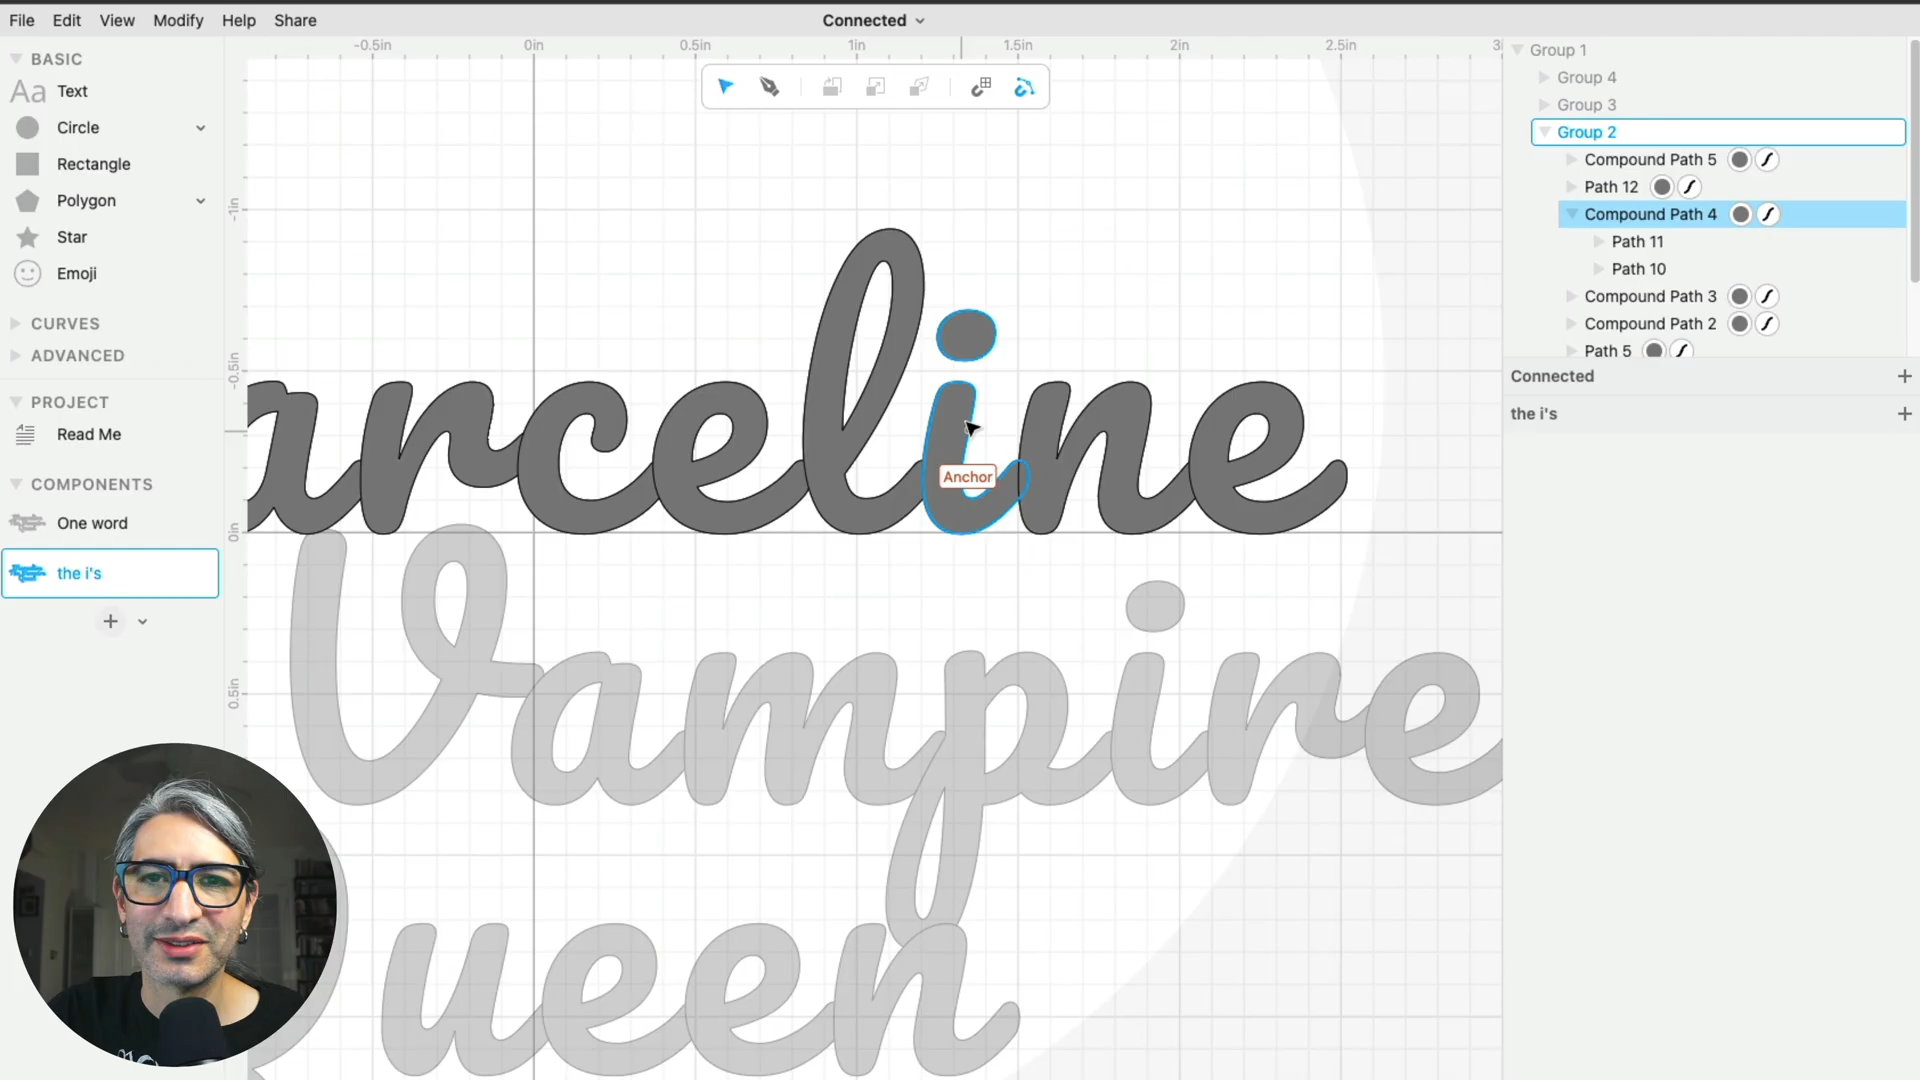 File Edit View Modify Help Share
Connected
BASIC
Text
Circle
Rectangle
Polygon
Star
Emoji
CURVES
ADVANCED
PROJECT
Read Me
COMPONENTS
One word
the i's
+
-0.5in 0in 0.5in 1in 1.5in 2in 2.5in 3
-1in
-0.5in
0in
0.5in
arceline
Anchor
Vampire
ueen
Group 1
Group 4
Group 3
Group 2
Compound Path 5
Path 12
Compound Path 4
Path 11
Path 10
Compound Path 3
Compound Path 2
Path 5
Connected +
the i's +